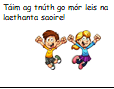 Táim ag tnúth go mór leis na
laethanta saoire!